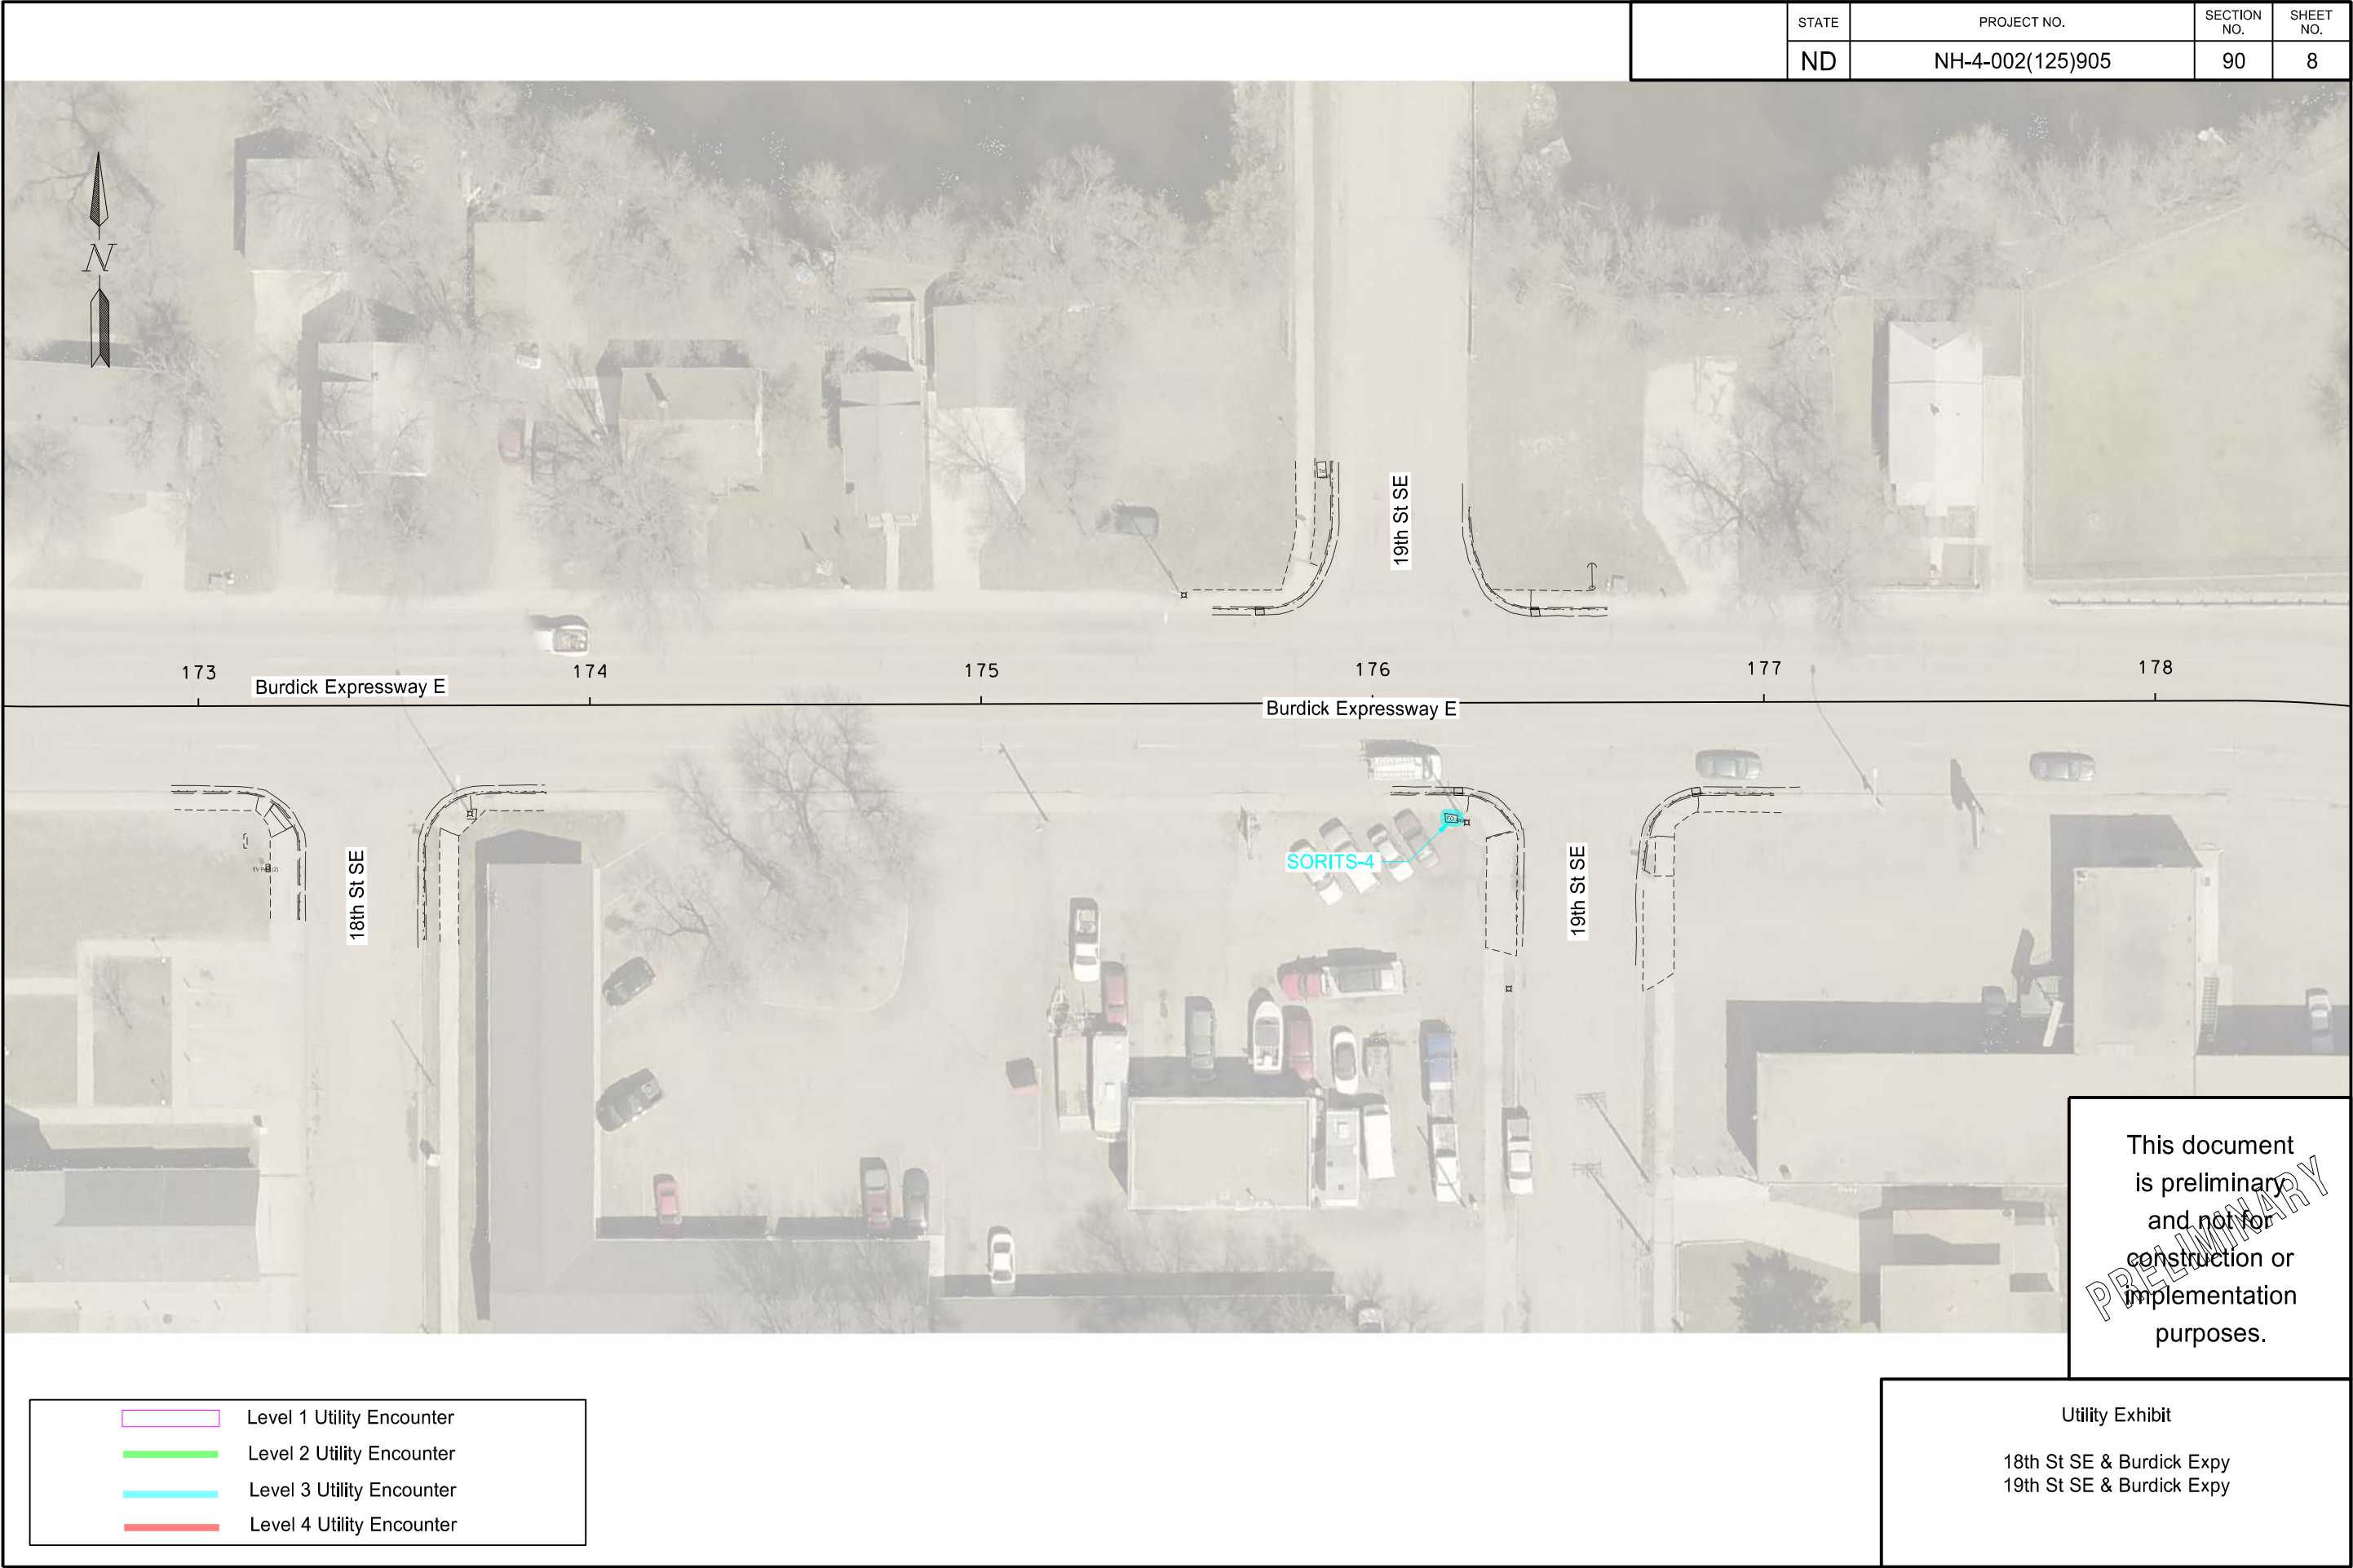 STATE
PROJECT NO.
SECTION NO.
SHEET NO.
ND
NH-4-002(125)905
90
8
N
19th St SE
173
174
175
176
177
178
Burdick Expressway E
Burdick Expressway E
SORITS-4
18th St SE
19th St SE
This document
is preliminary
and not for
construction or
implementation
purposes.
PRELIMINARY
Level 1 Utility Encounter
Level 2 Utility Encounter
Level 3 Utility Encounter
Level 4 Utility Encounter
Utility Exhibit
18th St SE & Burdick Expy
19th St SE & Burdick Expy